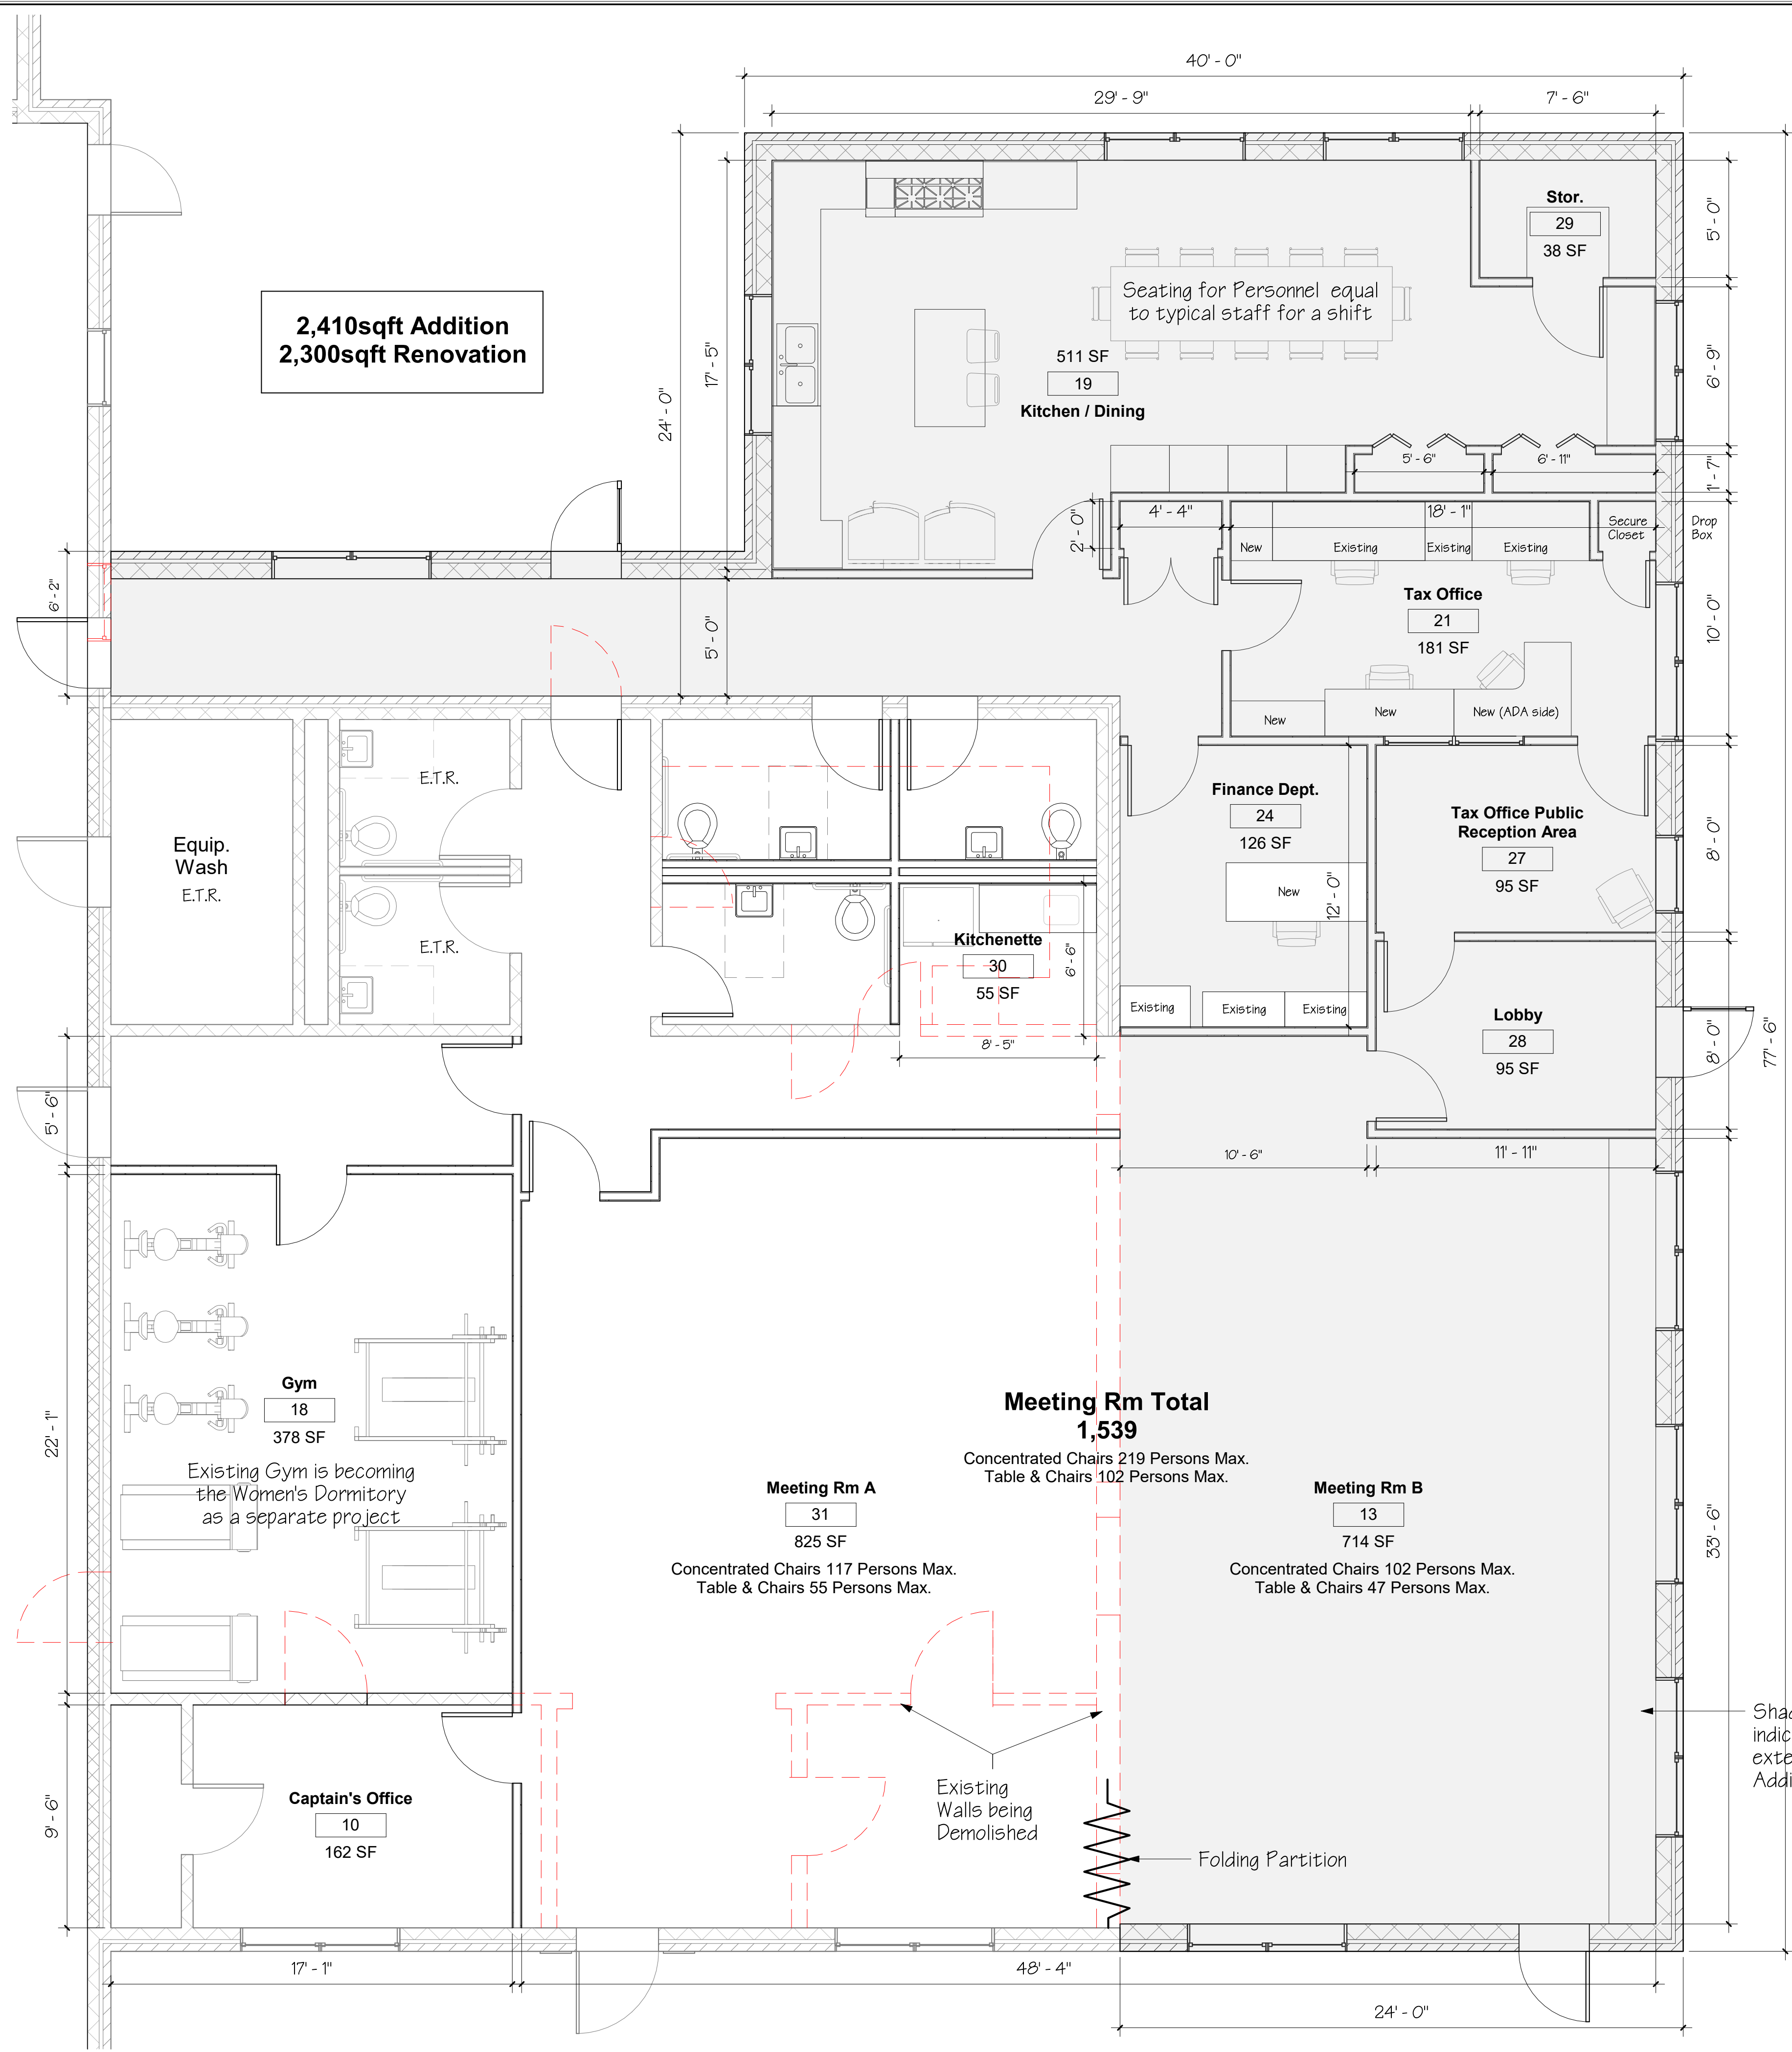 40' - 0"
29' - 9"
7' - 6"
Stor.
29
38 SF
5' - 0"
2,410sqft Addition
2,300sqft Renovation
Seating for Personnel equal
to typical staff for a shift
511 SF
19
Kitchen / Dining
17' - 5"
24' - 0"
6' - 9"
5' - 6"
6' - 11"
1' - 7"
2' - 0"
4' - 4"
18' - 1"
Secure
Closet
Drop
Box
New
Existing
Existing
Existing
Tax Office
21
181 SF
10' - 0"
6' - 2"
5' - 0"
New
New
New (ADA side)
E.T.R.
Equip.
Wash
E.T.R.
E.T.R.
Finance Dept.
24
126 SF
New
12' - 0"
Tax Office Public
Reception Area
27
95 SF
8' - 0"
Kitchenette
30
55 SF
6' - 6"
8' - 5"
Existing
Existing
Existing
Lobby
28
95 SF
8' - 0"
77' - 6"
5' - 6"
10' - 6"
11' - 11"
Gym
18
378 SF
Existing Gym is becoming
the Women's Dormitory
as a separate project
22' - 1"
Meeting Rm Total
1,539
Concentrated Chairs 219 Persons Max.
Table & Chairs 102 Persons Max.
Meeting Rm A
31
825 SF
Concentrated Chairs 117 Persons Max.
Table & Chairs 55 Persons Max.
Meeting Rm B
13
714 SF
Concentrated Chairs 102 Persons Max.
Table & Chairs 47 Persons Max.
33' - 6"
Captain's Office
10
162 SF
9' - 6"
Existing
Walls being
Demolished
Folding Partition
17' - 1"
48' - 4"
24' - 0"